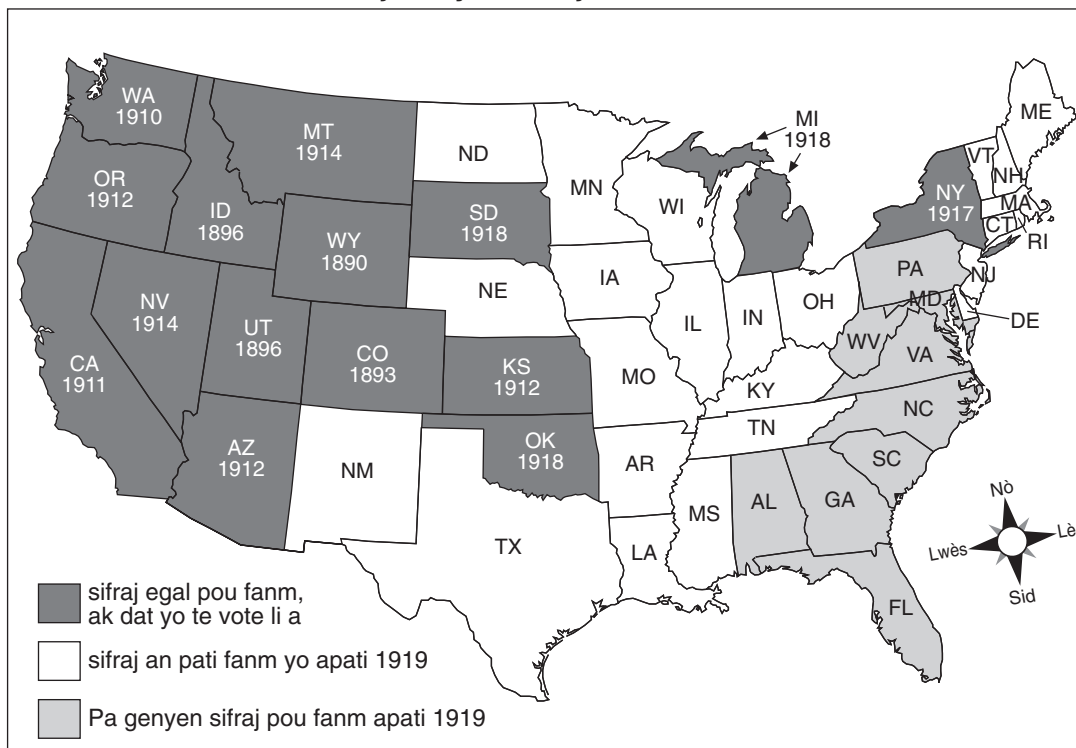 WA
1910
MT
1914
ND
MN
MI
1918
ME
VT
NH
NY
1917
MA
CT
RI
OR
1912
ID
1896
WY
1890
SD
1918
WI
IA
NE
PA
NJ
MD
DE
OH
IN
IL
NV
1914
UT
1896
CO
1893
KS
1912
MO
WV
VA
KY
CA
1911
NC
TN
AZ
1912
NM
OK
1918
AR
SC
MS
AL
GA
TX
LA
FL
Nò
Lè
Lwès
Sid
sifraj egal pou fanm,
ak dat yo te vote li a
sifraj an pati fanm yo apati 1919
Pa genyen sifraj pou fanm apati 1919